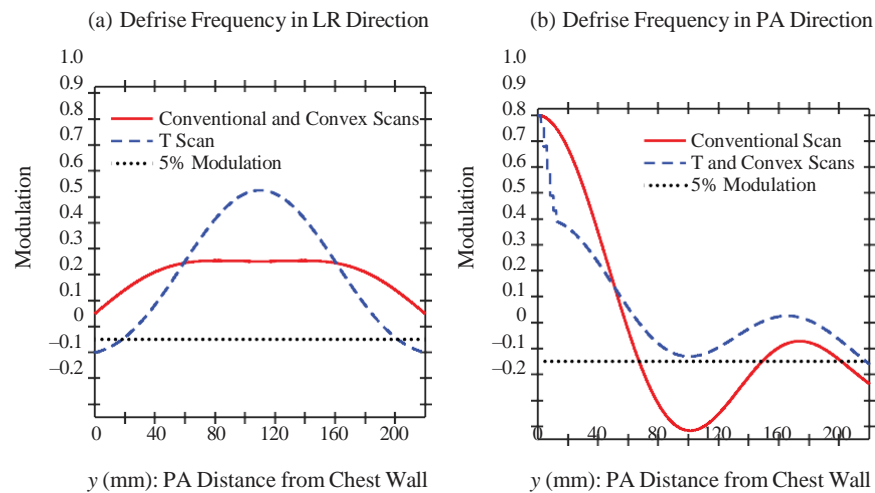 (a) Defrise Frequency in LR Direction
1.0
0.9
0.8
0.7
0.6
0.5
0.4
0.3
0.2
0.1
0
–0.1
–0.2
Modulation
Conventional and Convex Scans
T Scan
5% Modulation
0 40 80 120 160 200
y (mm): PA Distance from Chest Wall
(b) Defrise Frequency in PA Direction
1.0
0.9
0.8
0.7
0.6
0.5
0.4
0.3
0.2
0.1
0
–0.1
–0.2
Modulation
Conventional Scan
T and Convex Scans
5% Modulation
0 40 80 120 160 200
y (mm): PA Distance from Chest Wall